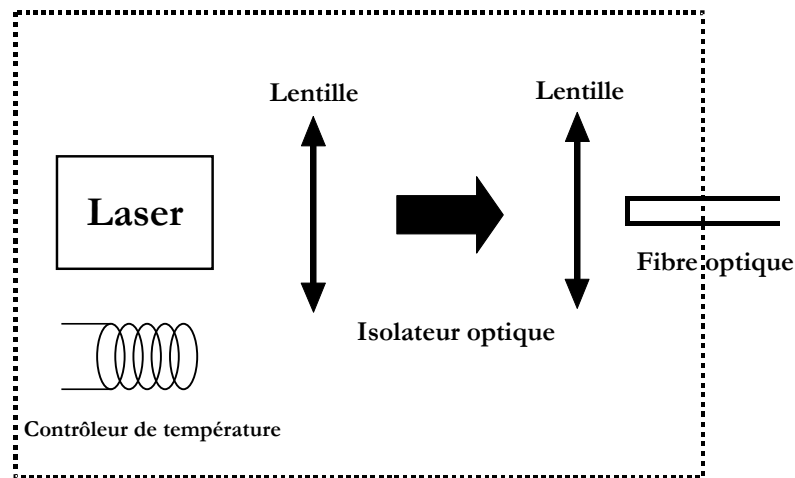 Lentille
Lentille
Laser
Fibre optique
Isolateur optique
Contrôleur de température